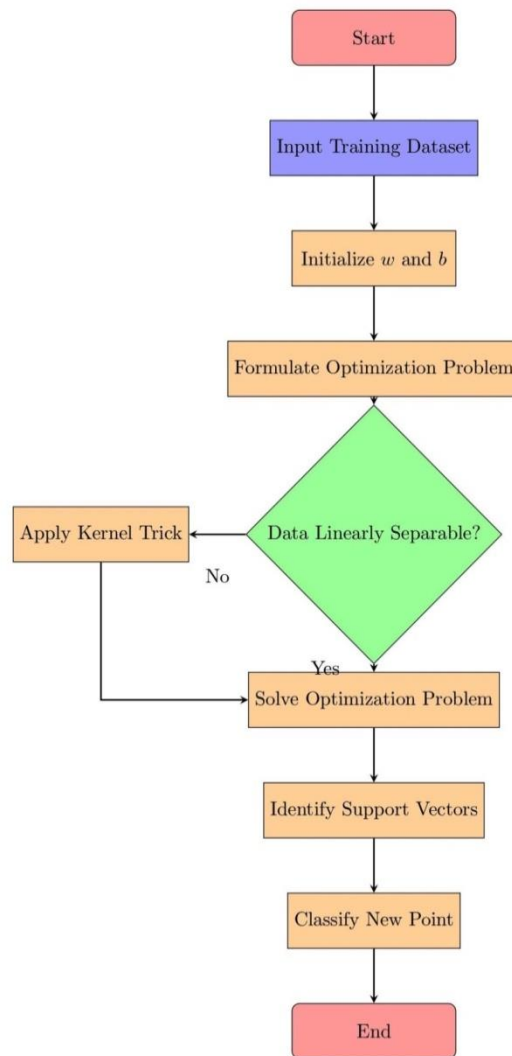 Start
Input Training Dataset
Initialize w and b
Formulate Optimization Problem
Data Linearly Separable?
Apply Kernel Trick
No
Yes
Solve Optimization Problem
Identify Support Vectors
Classify New Point
End